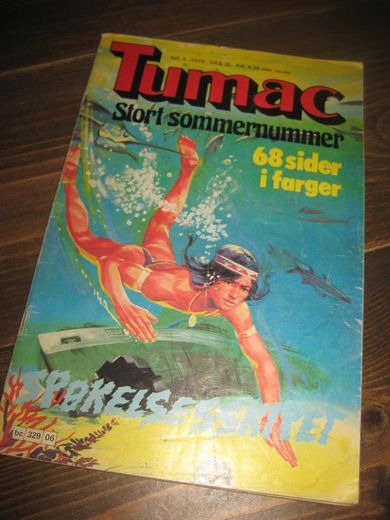 Tumac
Stort sommernummer
68 sider
i farger
SPØKELSESSKIPET
bc 329 06